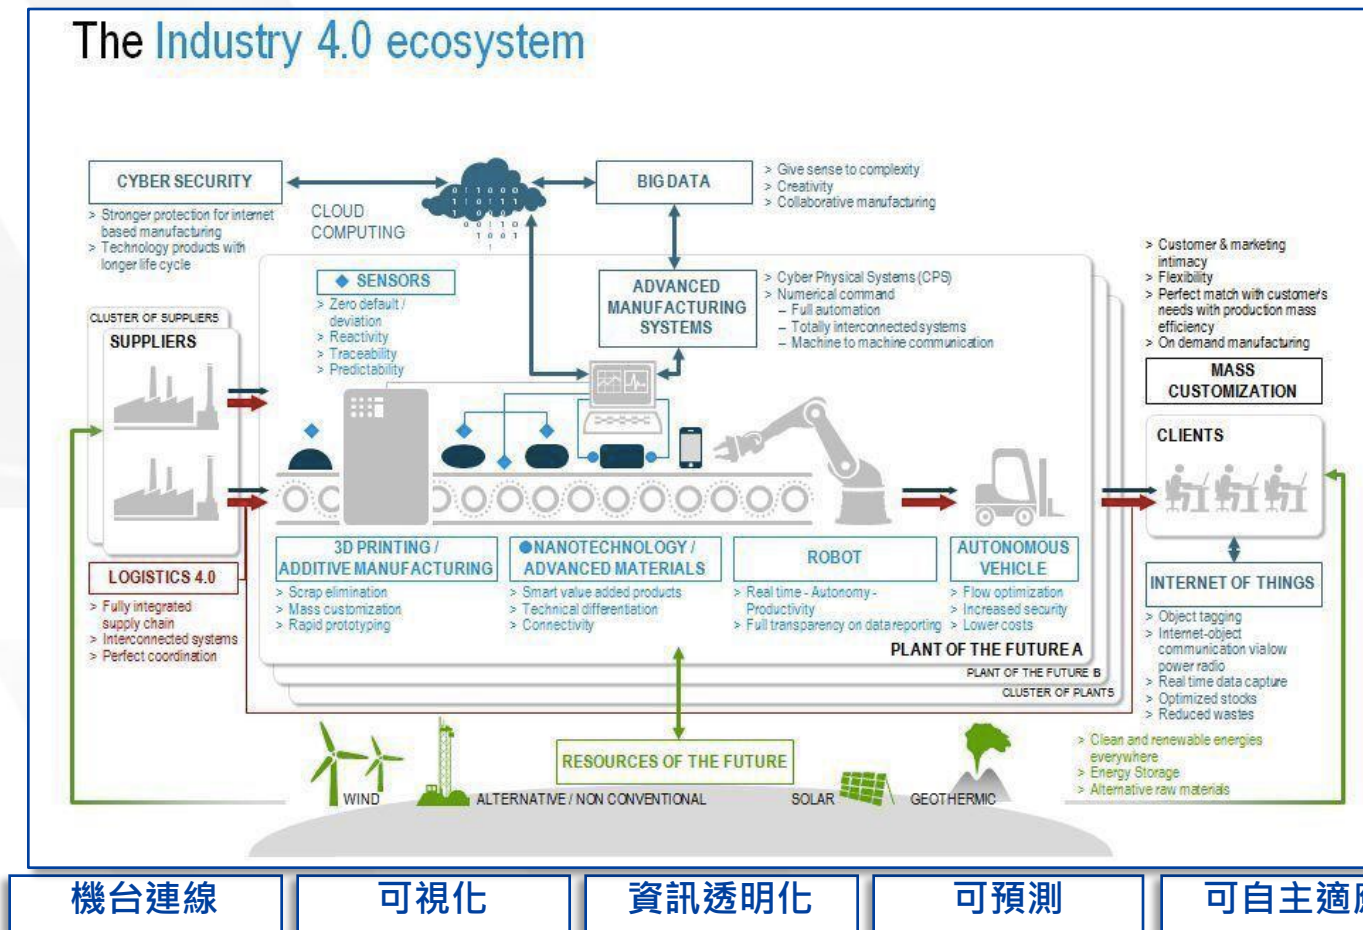 The Industry 4.0 ecosystem
CYBER SECURITY
> Stronger protection for internet
based manufacturing
> Technology products with
longer life cycle
CLOUD
COMPUTING
BIG DATA
> Give sense to complexity
> Creativity
> Collaborative manufacturing
SENSORS
> Zero default /
deviation
> Reactivity
> Traceability
> Predictability
ADVANCED
MANUFACTURING
SYSTEMS
> Cyber Physical Systems (CPS)
> Numerical command
– Full automation
– Totally interconnected systems
– Machine to machine communication
> Customer & marketing
intimacy
> Flexibility
> Perfect match with customer's
needs with production mass
efficiency
> On demand manufacturing
MASS
CUSTOMIZATION
CLUSTER OF SUPPLIERS
SUPPLIERS
CLIENTS
LOGISTICS 4.0
> Fully integrated
supply chain
> Interconnected systems
> Perfect coordination
3D PRINTING /
ADDITIVE MANUFACTURING
> Scrap elimination
> Mass customization
> Rapid prototyping
NANOTECHNOLOGY /
ADVANCED MATERIALS
> Smart value added products
> Technical differentiation
> Connectivity
ROBOT
> Real time - Autonomy -
Productivity
> Full transparency on data reporting
AUTONOMOUS
VEHICLE
> Flow optimization
> Increased security
> Lower costs
PLANT OF THE FUTURE A
PLANT OF THE FUTURE B
CLUSTER OF PLANTS
INTERNET OF THINGS
> Object tagging
> Internet-object
communication via low
power radio
> Real time data capture
> Optimized stocks
> Reduced wastes
RESOURCES OF THE FUTURE
> Clean and renewable energies
everywhere
> Energy Storage
> Alternative raw materials
WIND
ALTERNATIVE / NON CONVENTIONAL
SOLAR
GEOTHERMIC
機台連線
可視化
資訊透明化
可預測
可自主適